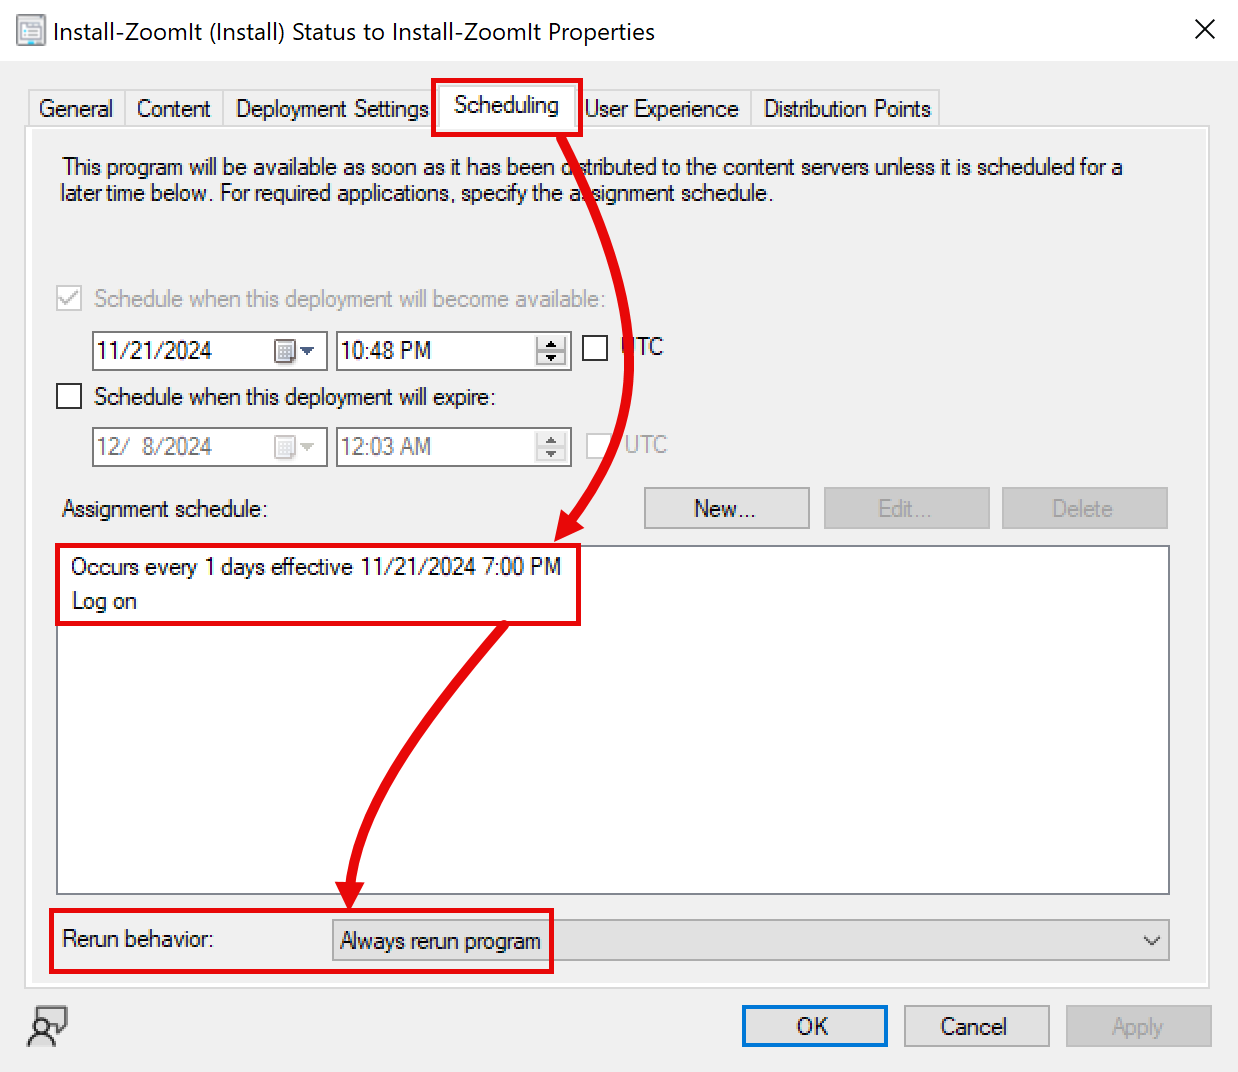 Install-ZoomIt (Install) Status to Install-ZoomIt Properties
General Content Deployment Settings Scheduling User Experience Distribution Points
This program will be available as soon as it has been distributed to the content servers unless it is scheduled for a
later time below. For required applications, specify the assignment schedule.
Schedule when this deployment will become available:
11/21/2024 10:48 PM UTC
Schedule when this deployment will expire:
12/ 8/2024 12:03 AM UTC
Assignment schedule: New... Edit... Delete
Occurs every 1 days effective 11/21/2024 7:00 PM
Log on
Rerun behavior: Always rerun program
OK Cancel Apply